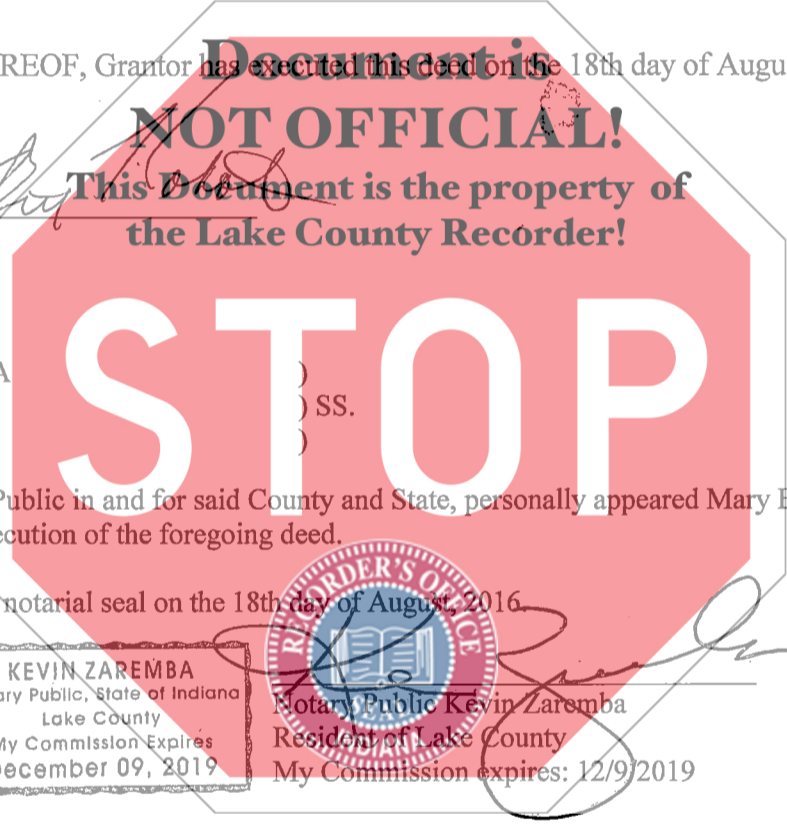 Document is
REOF, Grantor has executed this deed on the 18th day of Augu
NOT OFFICIAL!
This Document is the property of
the Lake County Recorder!
STOP
A )
) SS.
)
Public in and for said County and State, personally appeared Mary B
cution of the foregoing deed.
notarial seal on the 18th day of August, 2016
RECORDER'S OFFICE
SEAL
INDIANA
KEVIN ZAREMBA
ary Public, State of Indiana
Lake County
My Commission Expires
December 09, 2019
Notary Public Kevin Zaremba
Resident of Lake County
My Commission expires: 12/9/2019